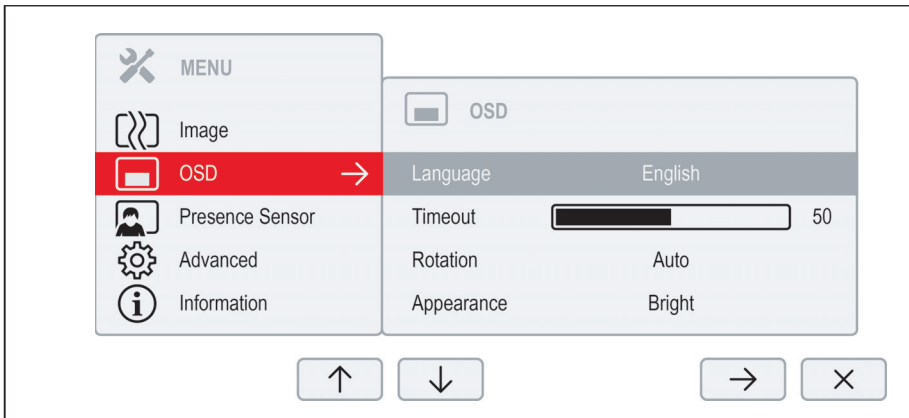 MENU
Image
OSD
Presence Sensor
Advanced
Information
OSD
Language English
Timeout 50
Rotation Auto
Appearance Bright